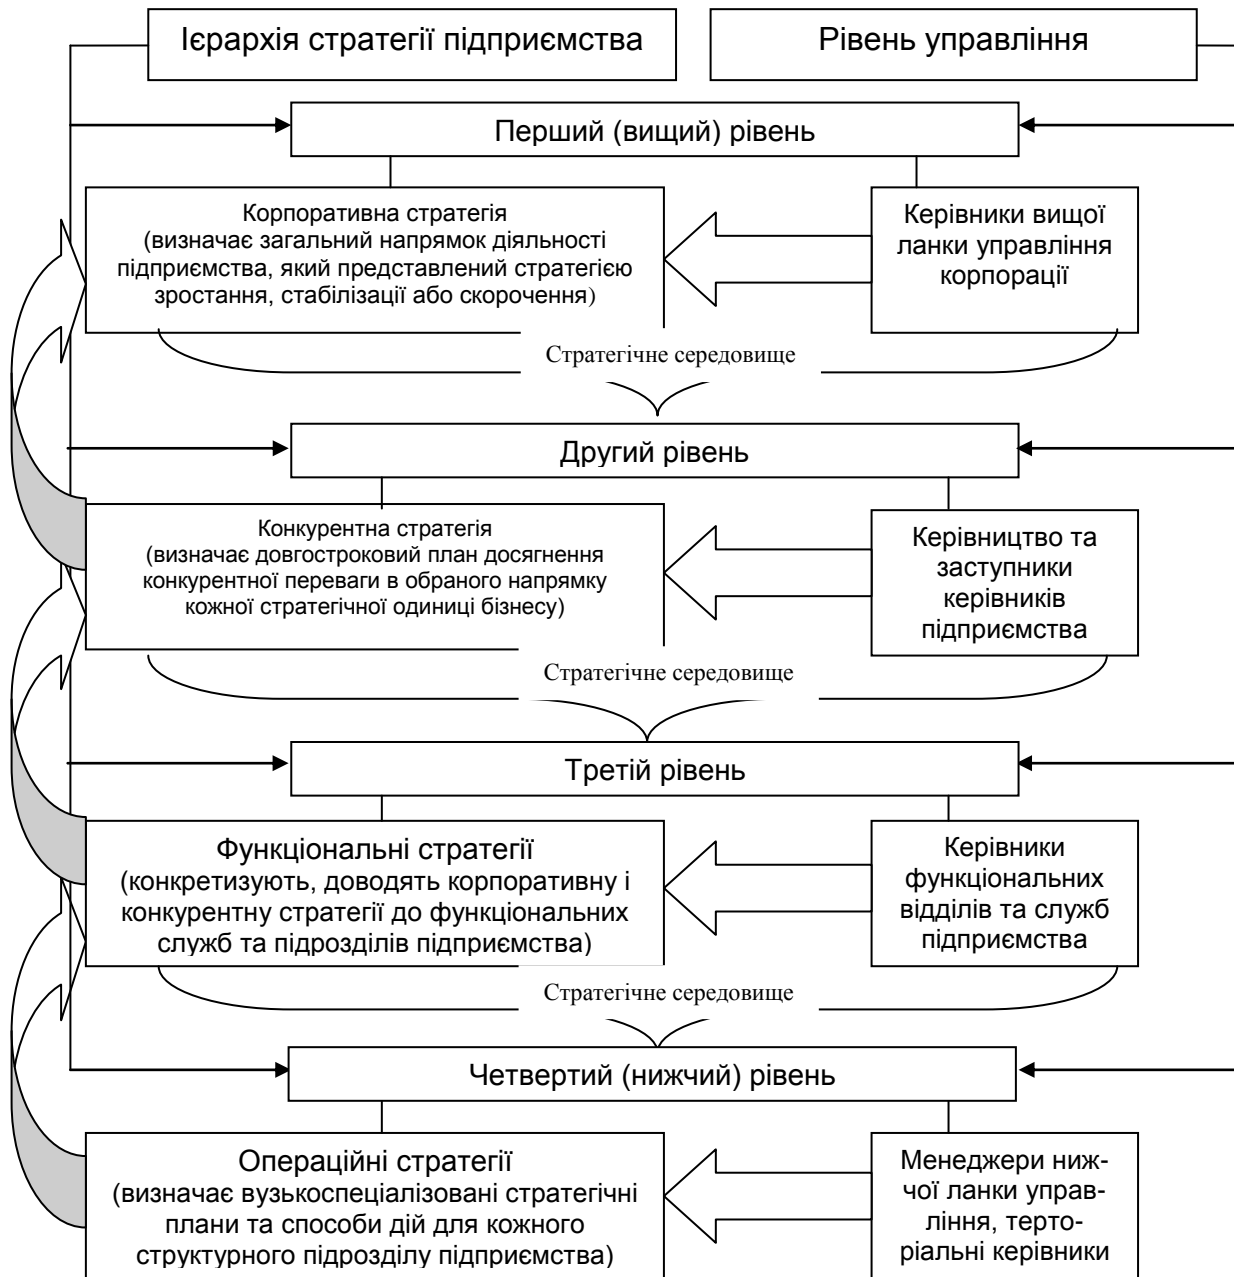 Ієрархія стратегії підприємства
Рівень управління
Перший (вищий) рівень
Корпоративна стратегія
(визначає загальний напрямок діяльності
підприємства, який представлений стратегією
зростання, стабілізації або скорочення)
Керівники вищої
ланки управління
корпорації
Стратегічне середовище
Другий рівень
Конкурентна стратегія
(визначає довгостроковий план досягнення
конкурентної переваги в обраного напрямку
кожної стратегічної одиниці бізнесу)
Керівництво та
заступники
керівників
підприємства
Стратегічне середовище
Третій рівень
Функціональні стратегії
(конкретизують, доводять корпоративну і
конкурентну стратегії до функціональних
служб та підрозділів підприємства)
Керівники
функціональних
відділів та служб
підприємства
Стратегічне середовище
Четвертий (нижчий) рівень
Операційні стратегії
(визначає вузькоспеціалізовані стратегічні
плани та способи дій для кожного
структурного підрозділу підприємства)
Менеджери ниж-
чої ланки управ-
ління, терто-
ріальні керівники